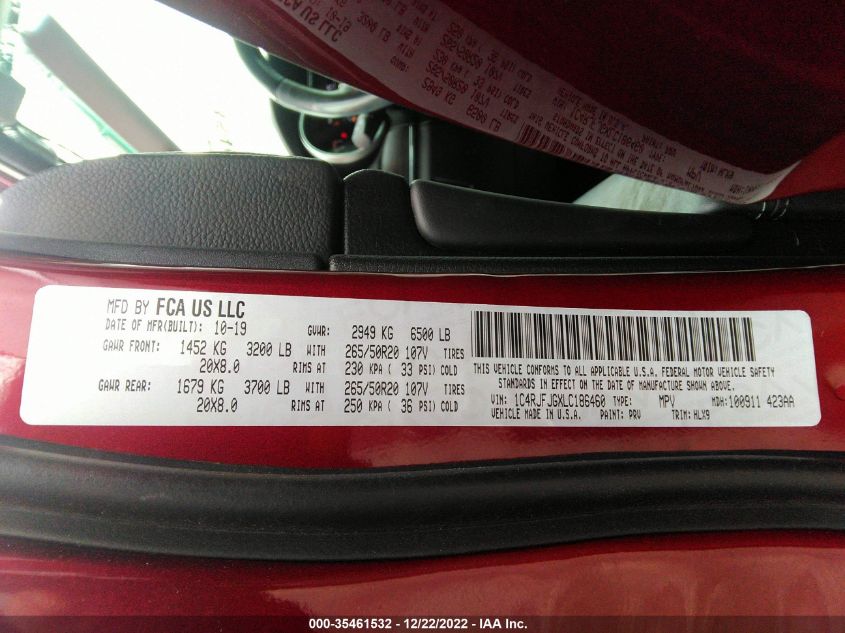 MFD BY FCA US LLC
DATE OF MFR(BUILT): 10-19 GVWR: 2949 KG 6500 LB
GAWR FRONT: 1452 KG 3200 LB WITH 265/50R20 107V TIRES
20X8.0 RIMS AT 230 KPA ( 33 PSI) COLD
GAWR REAR: 1679 KG 3700 LB WITH 265/50R20 107V TIRES
20X8.0 RIMS AT 250 KPA ( 36 PSI) COLD
THIS VEHICLE CONFORMS TO ALL APPLICABLE U.S.A. FEDERAL MOTOR VEHICLE SAFETY
STANDARDS IN EFFECT ON THE DATE OF MANUFACTURE SHOWN ABOVE.
VIN: 1C4RJFJGXLC186460 TYPE: MPV MDH: 100911 423AA
VEHICLE MADE IN U.S.A. PAINT: PRV TRIM: HLX9
000-35461532 - 12/22/2022 - IAA Inc.